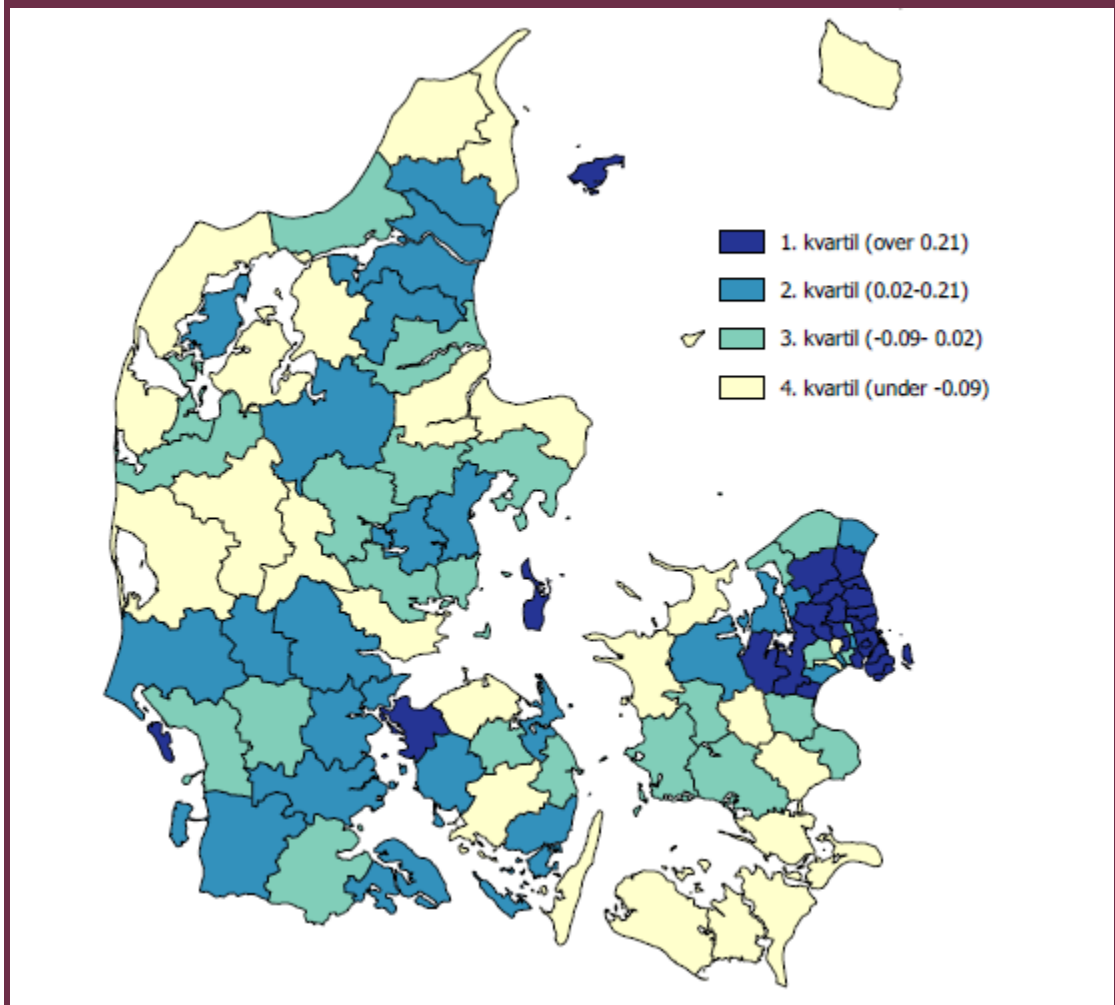 1. kvartil (over 0.21)
2. kvartil (0.02-0.21)
3. kvartil (-0.09- 0.02)
4. kvartil (under -0.09)